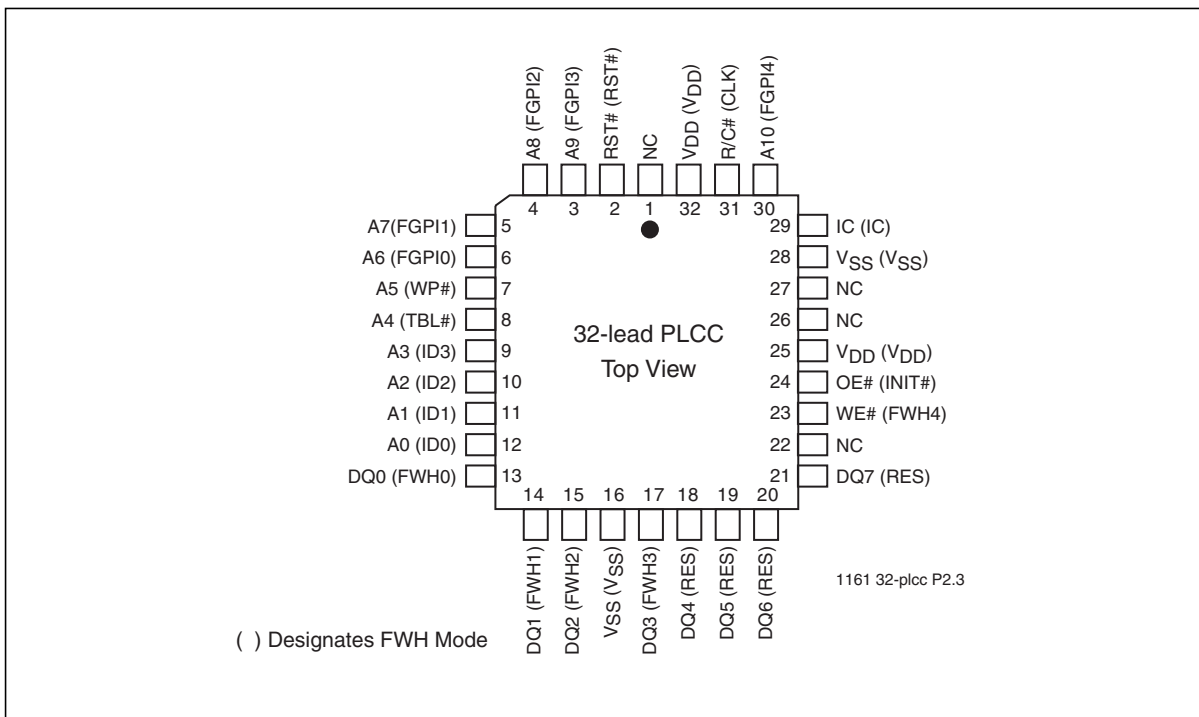 A8 (FGPI2)
A9 (FGPI3)
RST# (RST#)
NC
VDD (VDD)
R/C# (CLK)
A10 (FGPI4)
4 3 2 1 32 31 30
A7(FGPI1) 5
A6 (FGPI0) 6
A5 (WP#) 7
A4 (TBL#) 8
A3 (ID3) 9
A2 (ID2) 10
A1 (ID1) 11
A0 (ID0) 12
DQ0 (FWH0) 13
32-lead PLCC
Top View
29 IC (IC)
28 VSS (VSS)
27 NC
26 NC
25 VDD (VDD)
24 OE# (INIT#)
23 WE# (FWH4)
22 NC
21 DQ7 (RES)
14 15 16 17 18 19 20
DQ1 (FWH1)
DQ2 (FWH2)
VSS (VSS)
DQ3 (FWH3)
DQ4 (RES)
DQ5 (RES)
DQ6 (RES)
1161 32-plcc P2.3
( ) Designates FWH Mode